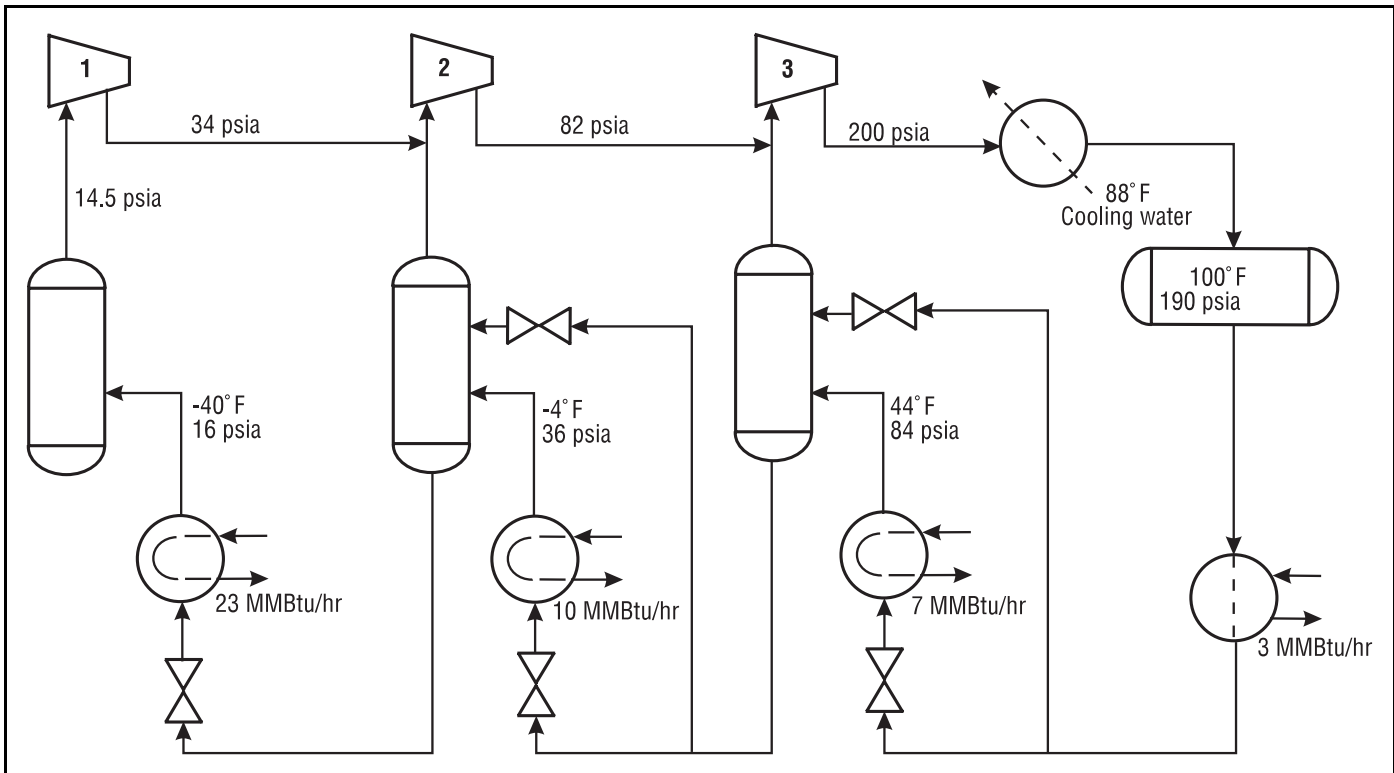 1
2
3
34 psia
82 psia
200 psia
14.5 psia
88°F
Cooling water
100°F
190 psia
-40°F
16 psia
-4°F
36 psia
44°F
84 psia
23 MMBtu/hr
10 MMBtu/hr
7 MMBtu/hr
3 MMBtu/hr